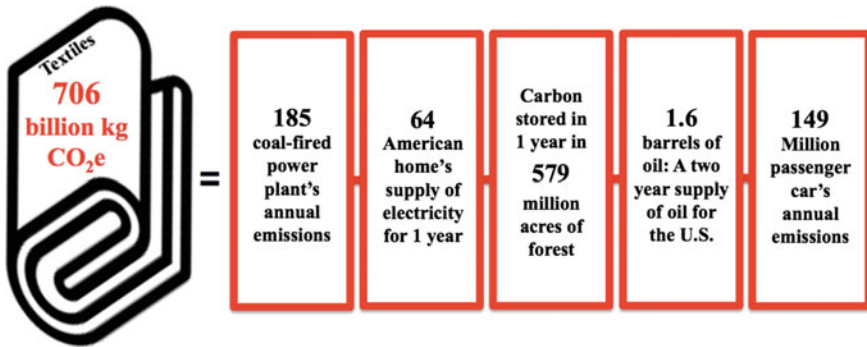 Textiles
706
billion kg
CO₂e
=
185
coal-fired
power
plant's
annual
emissions
64
American
home's
supply of
electricity
for 1 year
Carbon
stored in
1 year in
579
million
acres of
forest
1.6
barrels of
oil: A two
year supply
of oil for
the U.S.
149
Million
passenger
car's
annual
emissions